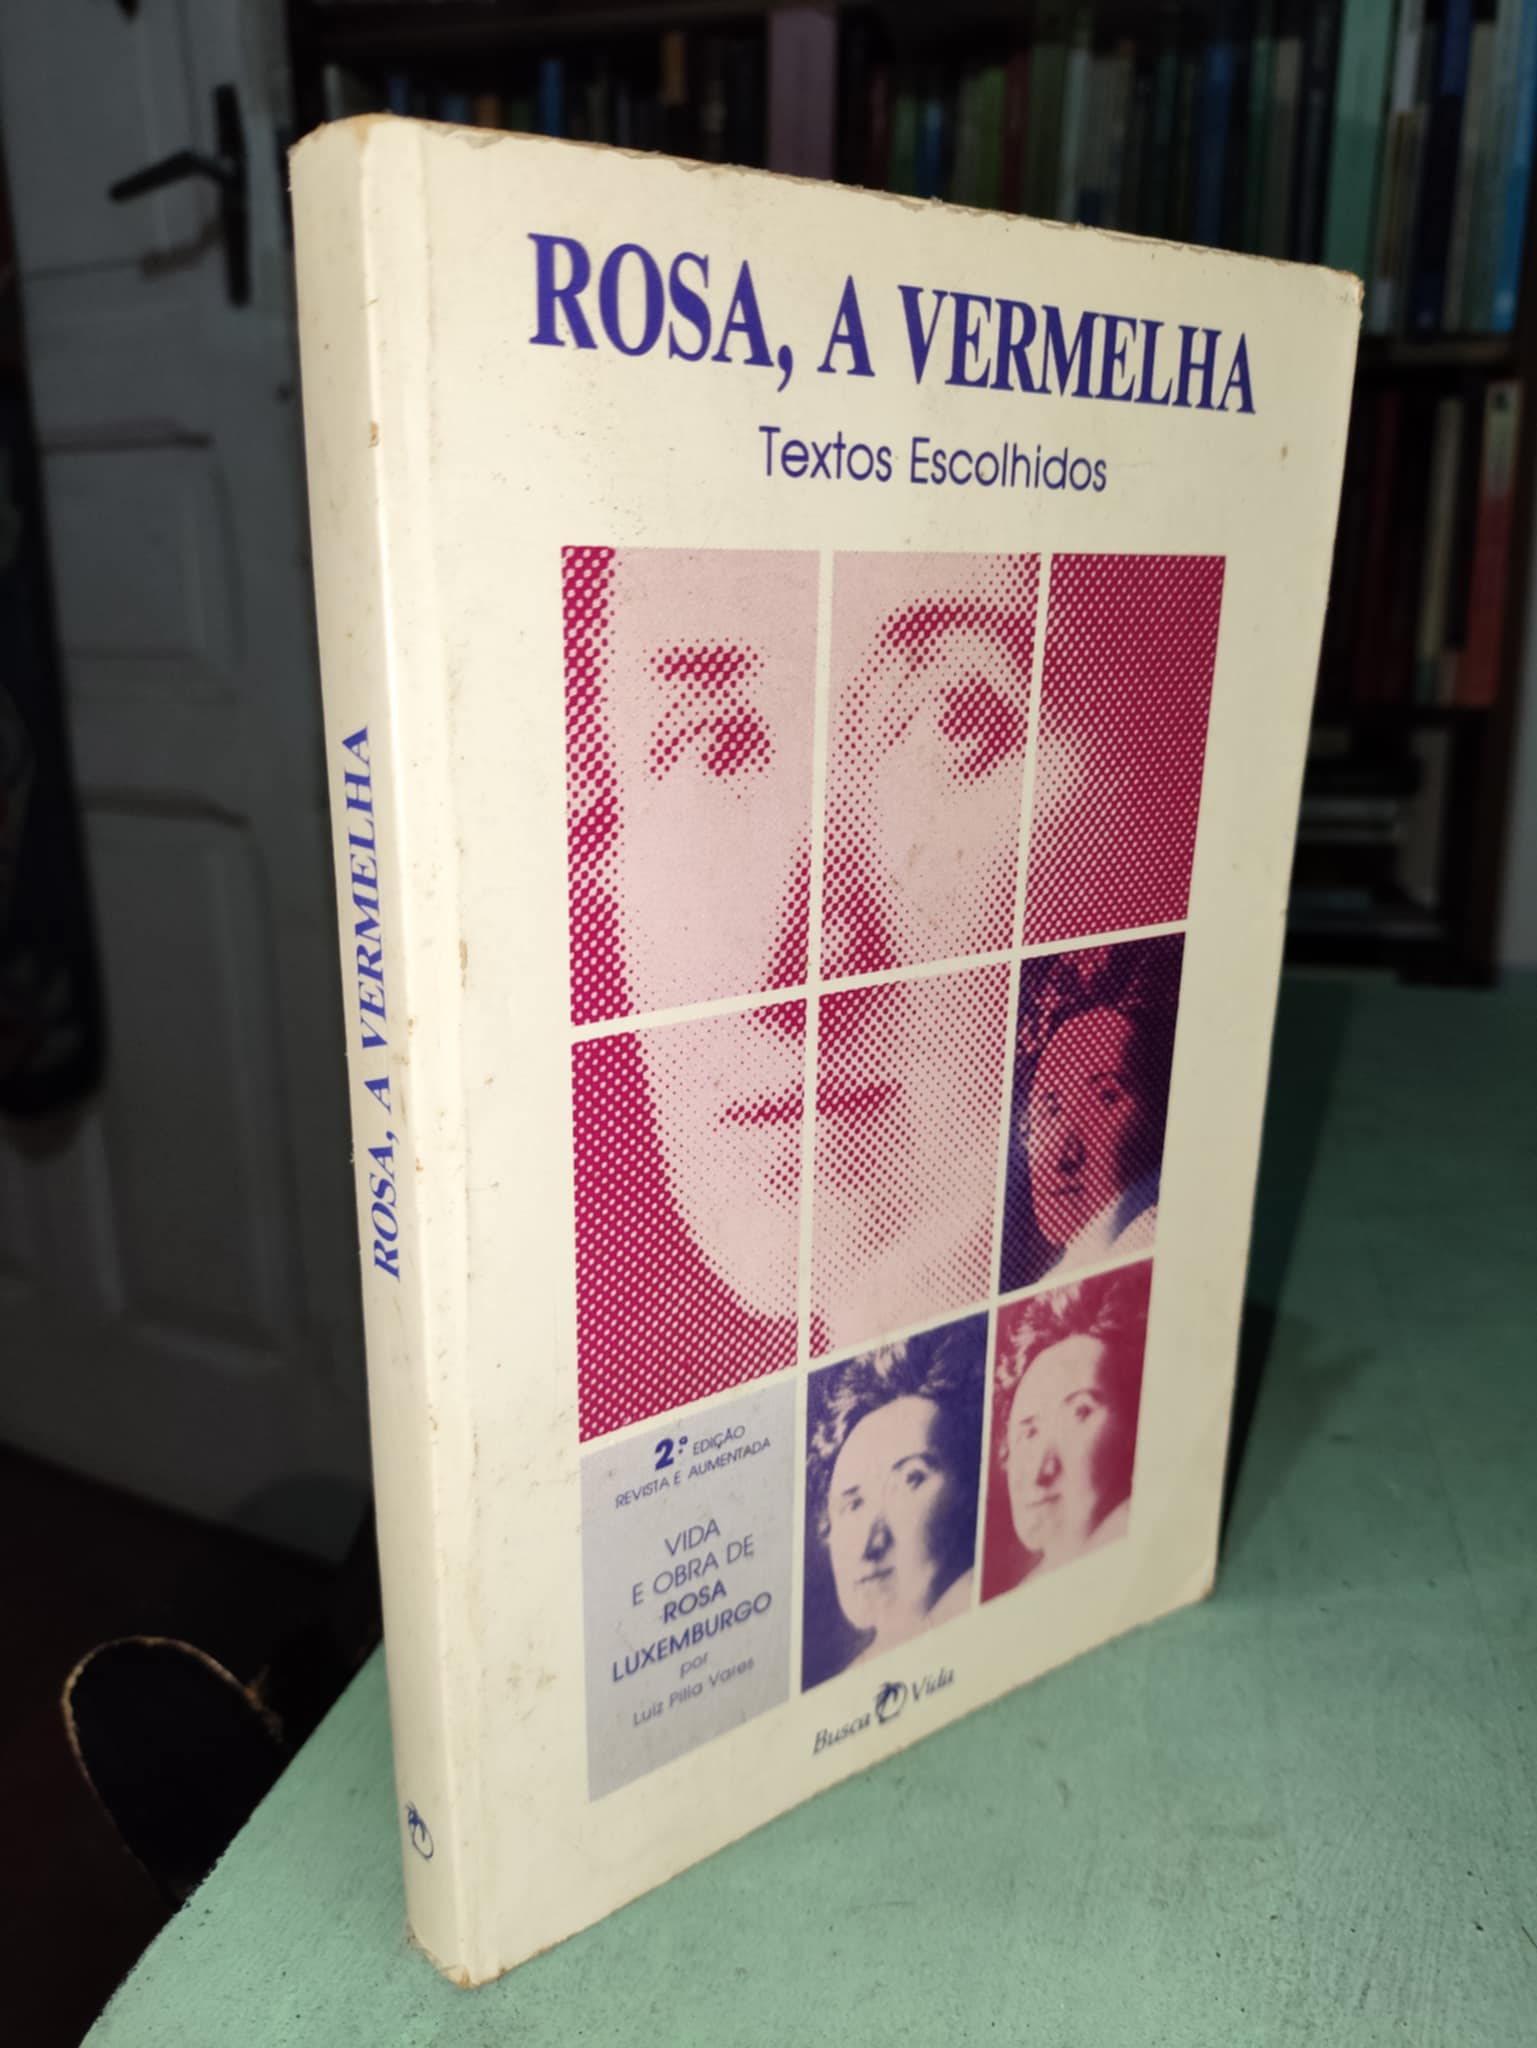 ROSA, A VERMELHA
Textos Escolhidos
2.ª EDIÇÃO
REVISTA E AUMENTADA
VIDA
E OBRA DE
ROSA
LUXEMBURGO
por
Luiz Pilla Vares
Busca Vida
ROSA, A VERMELHA